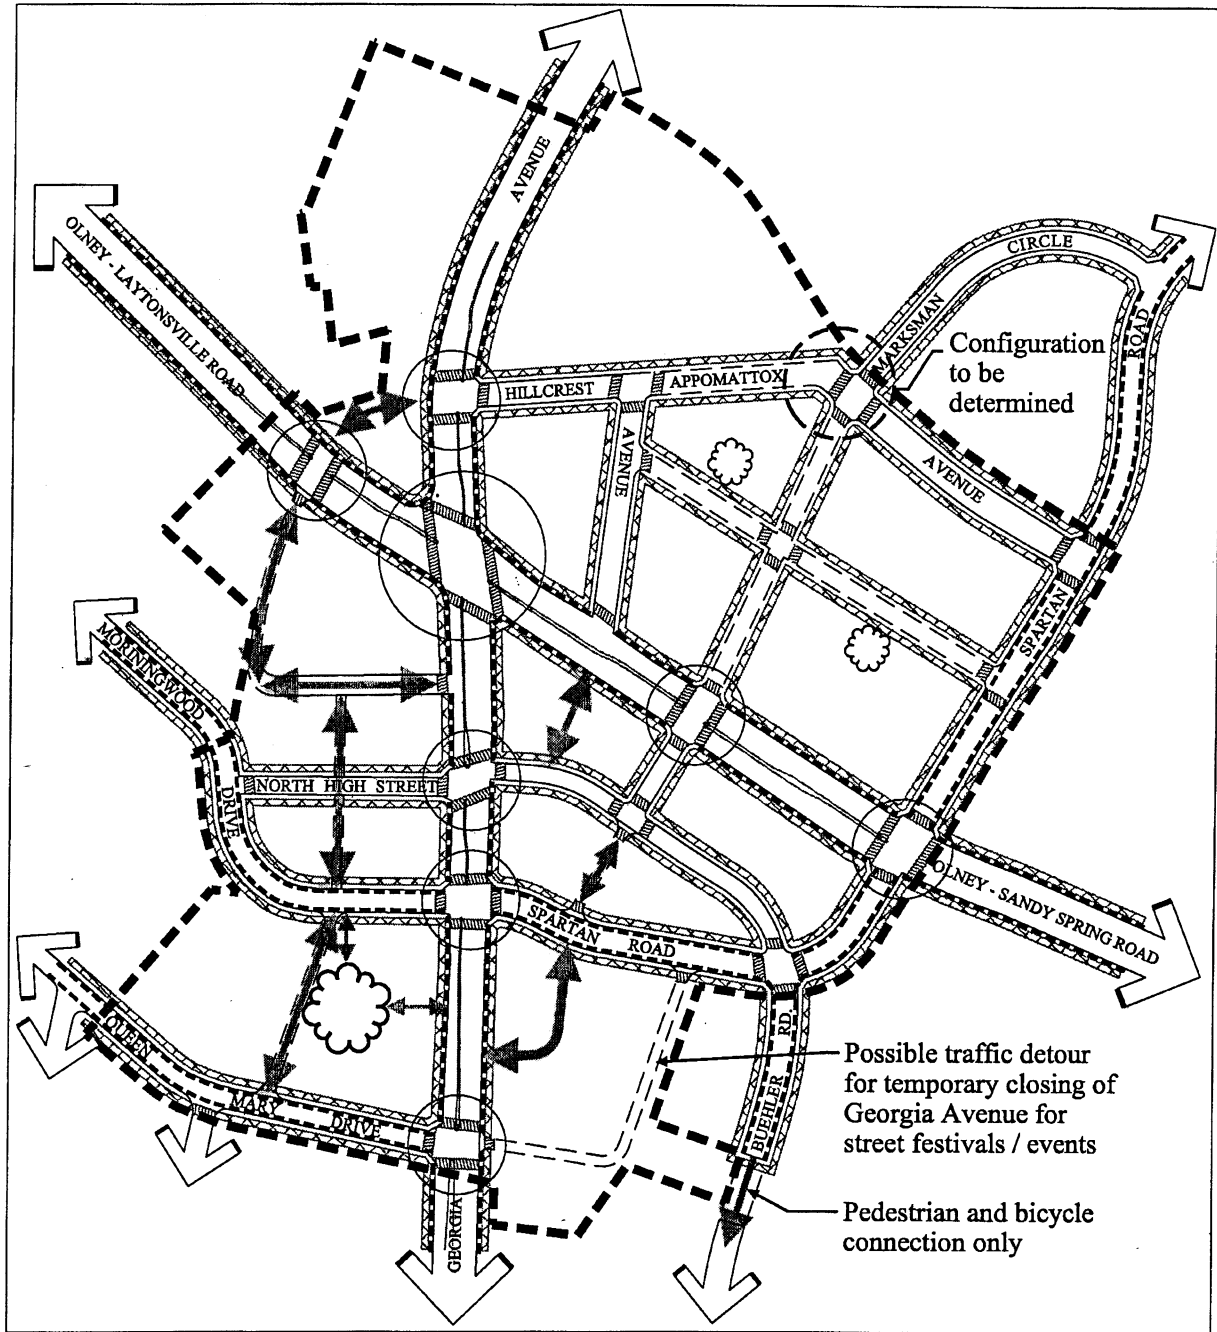 AVENUE
OLNEY - LAYTONSVILLE ROAD
CIRCLE
MARKSMAN
ROAD
Configuration
to be
determined
HILLCREST
APPOMATTOX
AVENUE
AVENUE
SPARTAN
MORNINGWOOD
DRIVE
NORTH HIGH STREET
OLNEY - SANDY SPRING ROAD
SPARTAN ROAD
QUEEN
MARY
DRIVE
BUEHLER RD.
GEORGIA
Possible traffic detour
for temporary closing of
Georgia Avenue for
street festivals / events
Pedestrian and bicycle
connection only